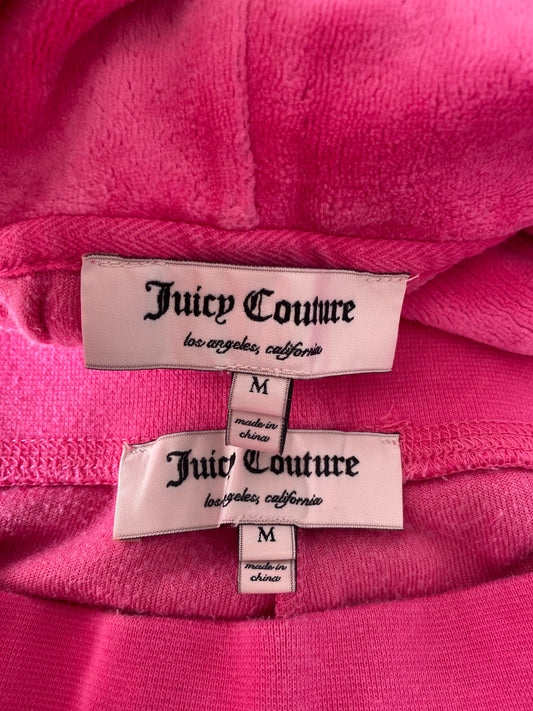 Juicy Couture
los angeles, california
M
made in
china
Juicy Couture
los angeles, california
M
made in
china